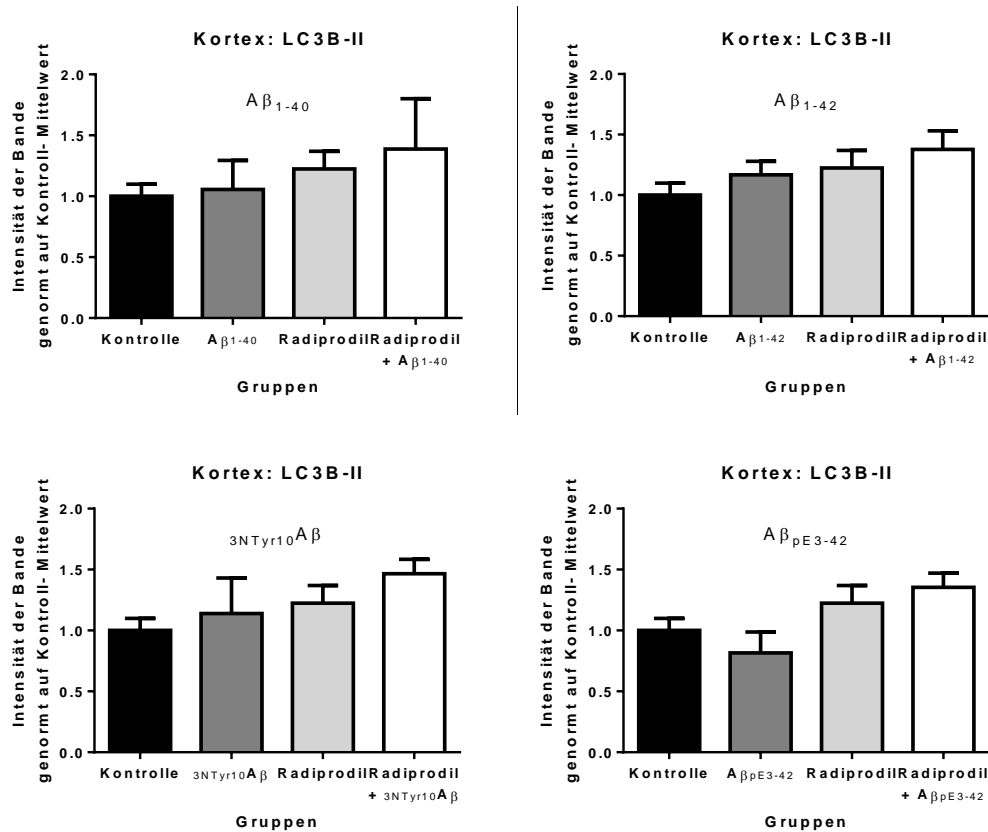 Kortex: LC3B-II
Intensität der Bande
genormt auf Kontroll-Mittelwert
2.0
1.5
1.0
0.5
0.0
Aβ1-40
Kontrolle Aβ1-40 Radiprodil Radiprodil
+ Aβ1-40
Gruppen
Kortex: LC3B-II
Intensität der Bande
genormt auf Kontroll-Mittelwert
2.0
1.5
1.0
0.5
0.0
Aβ1-42
Kontrolle Aβ1-42 Radiprodil Radiprodil
+ Aβ1-42
Gruppen
Kortex: LC3B-II
Intensität der Bande
genormt auf Kontroll-Mittelwert
2.0
1.5
1.0
0.5
0.0
3NTyr10Aβ
Kontrolle 3NTyr10Aβ Radiprodil Radiprodil
+ 3NTyr10Aβ
Gruppen
Kortex: LC3B-II
Intensität der Bande
genormt auf Kontroll-Mittelwert
2.0
1.5
1.0
0.5
0.0
AβpE3-42
Kontrolle AβpE3-42 Radiprodil Radiprodil
+ AβpE3-42
Gruppen